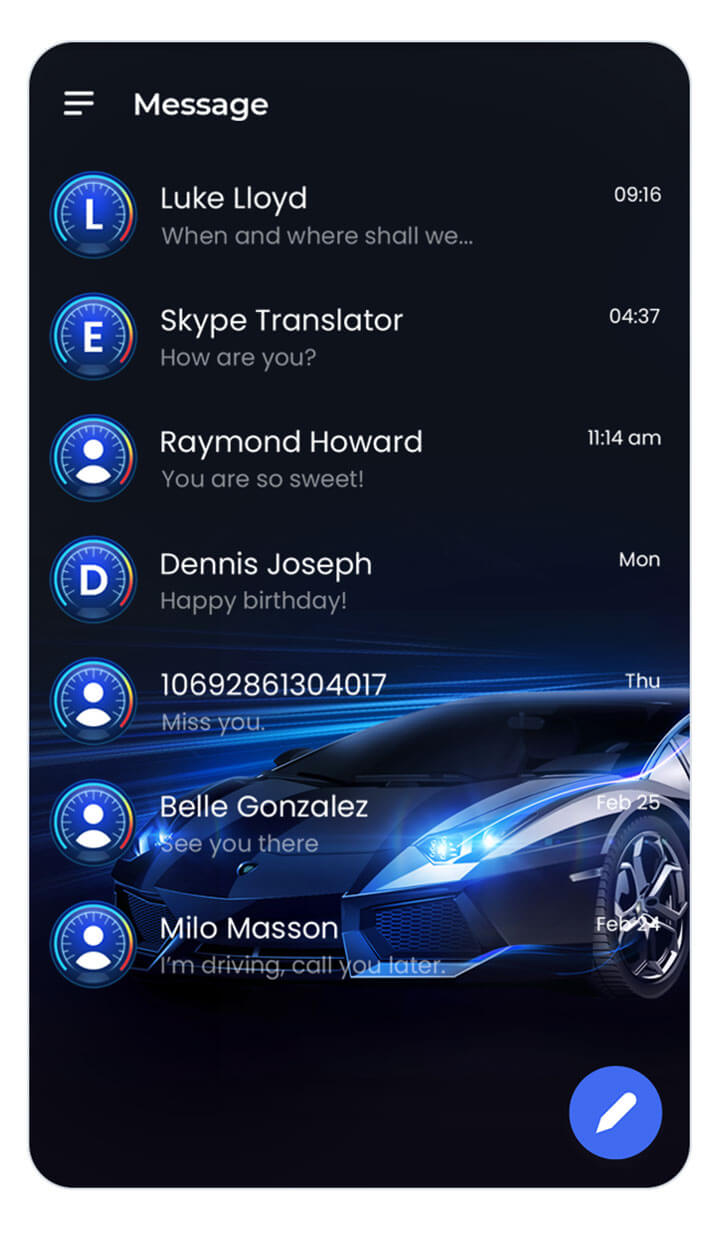 Message
L
Luke Lloyd
09:16
When and where shall we...
E
Skype Translator
04:37
How are you?
Raymond Howard
11:14 am
You are so sweet!
D
Dennis Joseph
Mon
Happy birthday!
10692861304017
Thu
Miss you.
Belle Gonzalez
Feb 25
See you there
Milo Masson
Feb 24
I'm driving, call you later.